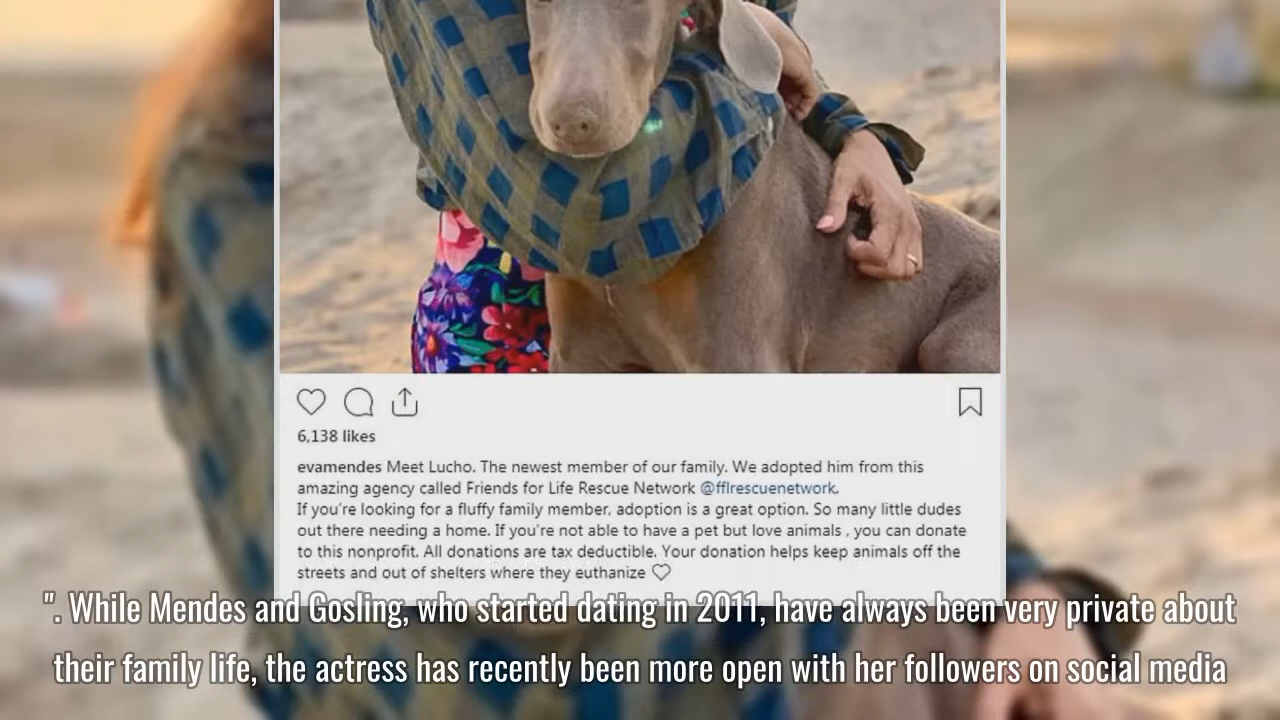 6,138 likes
evamendes Meet Lucho. The newest member of our family. We adopted him from this
amazing agency called Friends for Life Rescue Network @fflrescuenetwork.
If you're looking for a fluffy family member, adoption is a great option. So many little dudes
out there needing a home. If you're not able to have a pet but love animals , you can donate
to this nonprofit. All donations are tax deductible. Your donation helps keep animals off the
streets and out of shelters where they euthanize ♡
". While Mendes and Gosling, who started dating in 2011, have always been very private about
their family life, the actress has recently been more open with her followers on social media